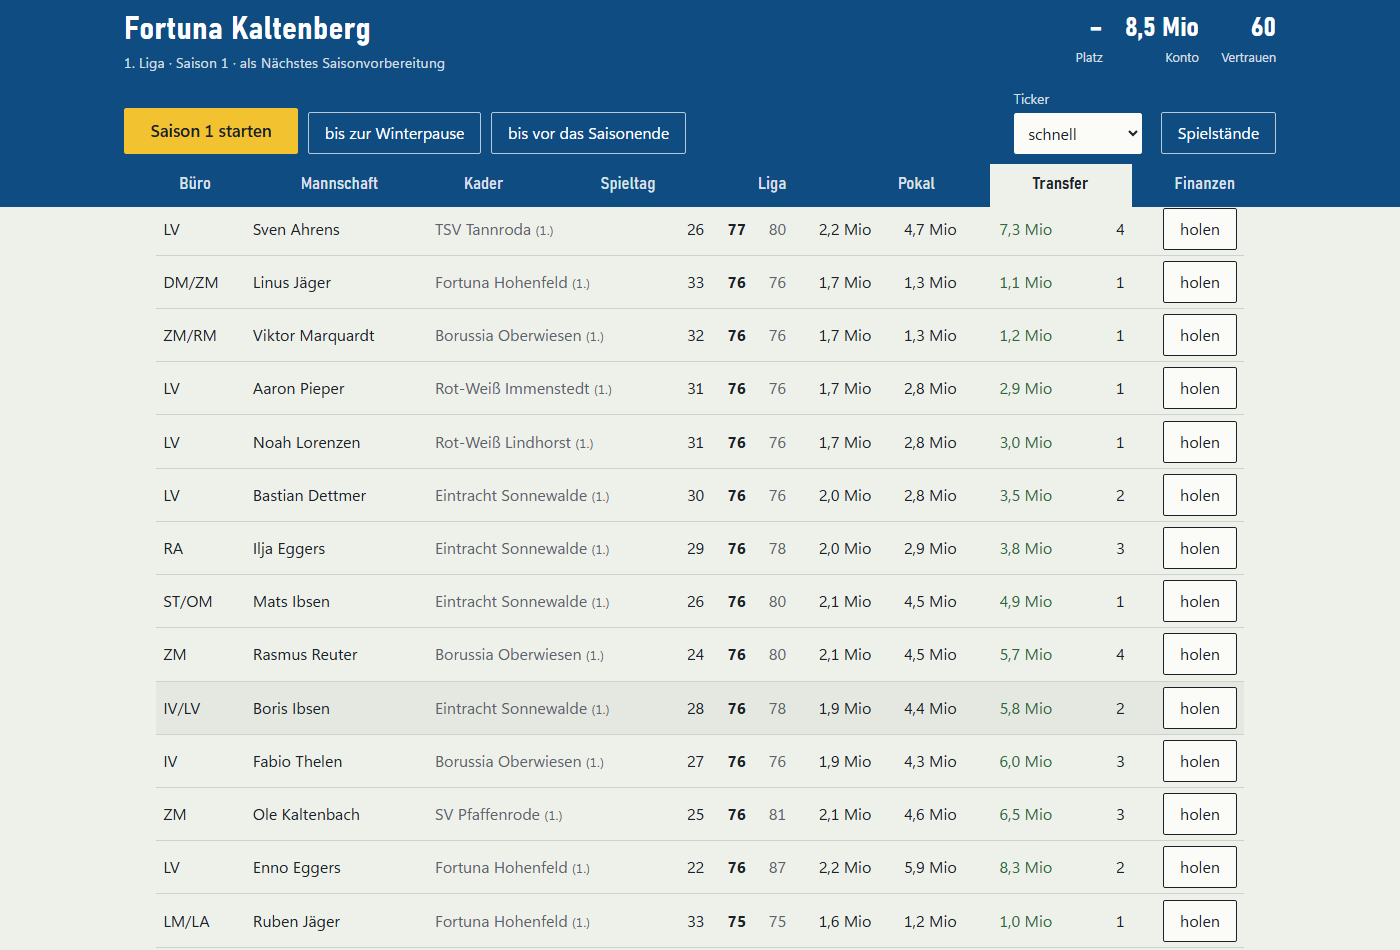 Fortuna Kaltenberg
1. Liga · Saison 1 · als Nächstes Saisonvorbereitung
– 8,5 Mio 60
Platz Konto Vertrauen
Ticker
Saison 1 starten bis zur Winterpause bis vor das Saisonende schnell Spielstände
Büro Mannschaft Kader Spieltag Liga Pokal Transfer Finanzen
LV Sven Ahrens TSV Tannroda (1.) 26 77 80 2,2 Mio 4,7 Mio 7,3 Mio 4 holen
DM/ZM Linus Jäger Fortuna Hohenfeld (1.) 33 76 76 1,7 Mio 1,3 Mio 1,1 Mio 1 holen
ZM/RM Viktor Marquardt Borussia Oberwiesen (1.) 32 76 76 1,7 Mio 1,3 Mio 1,2 Mio 1 holen
LV Aaron Pieper Rot-Weiß Immenstedt (1.) 31 76 76 1,7 Mio 2,8 Mio 2,9 Mio 1 holen
LV Noah Lorenzen Rot-Weiß Lindhorst (1.) 31 76 76 1,7 Mio 2,8 Mio 3,0 Mio 1 holen
LV Bastian Dettmer Eintracht Sonnewalde (1.) 30 76 76 2,0 Mio 2,8 Mio 3,5 Mio 2 holen
RA Ilja Eggers Eintracht Sonnewalde (1.) 29 76 78 2,0 Mio 2,9 Mio 3,8 Mio 3 holen
ST/OM Mats Ibsen Eintracht Sonnewalde (1.) 26 76 80 2,1 Mio 4,5 Mio 4,9 Mio 1 holen
ZM Rasmus Reuter Borussia Oberwiesen (1.) 24 76 80 2,1 Mio 4,5 Mio 5,7 Mio 4 holen
IV/LV Boris Ibsen Eintracht Sonnewalde (1.) 28 76 78 1,9 Mio 4,4 Mio 5,8 Mio 2 holen
IV Fabio Thelen Borussia Oberwiesen (1.) 27 76 76 1,9 Mio 4,3 Mio 6,0 Mio 3 holen
ZM Ole Kaltenbach SV Pfaffenrode (1.) 25 76 81 2,1 Mio 4,6 Mio 6,5 Mio 3 holen
LV Enno Eggers Fortuna Hohenfeld (1.) 22 76 87 2,2 Mio 5,9 Mio 8,3 Mio 2 holen
LM/LA Ruben Jäger Fortuna Hohenfeld (1.) 33 75 75 1,6 Mio 1,2 Mio 1,0 Mio 1 holen